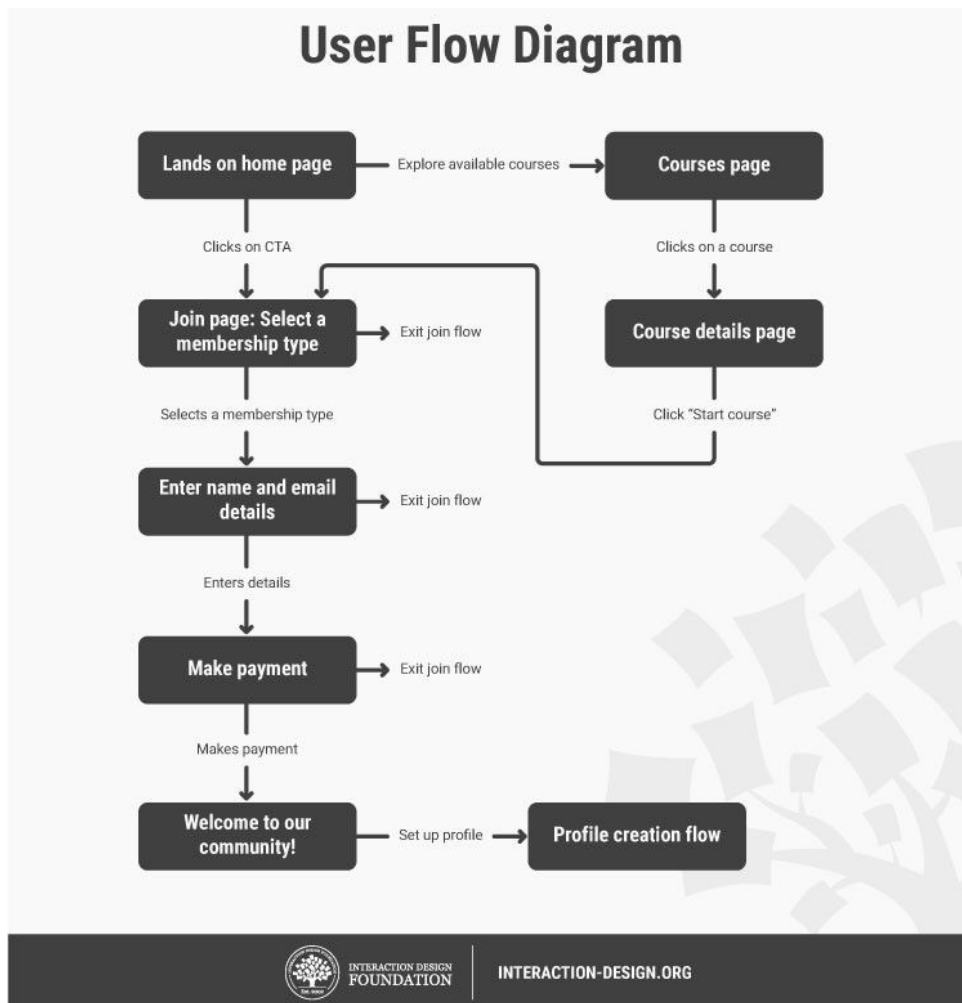 User Flow Diagram
Lands on home page
Explore available courses
Courses page
Clicks on CTA
Clicks on a course
Join page: Select a
membership type
Exit join flow
Course details page
Selects a membership type
Click “Start course”
Enter name and email
details
Exit join flow
Enters details
Make payment
Exit join flow
Makes payment
Welcome to our
community!
Set up profile
Profile creation flow
INTERACTION DESIGN
FOUNDATION
INTERACTION-DESIGN.ORG